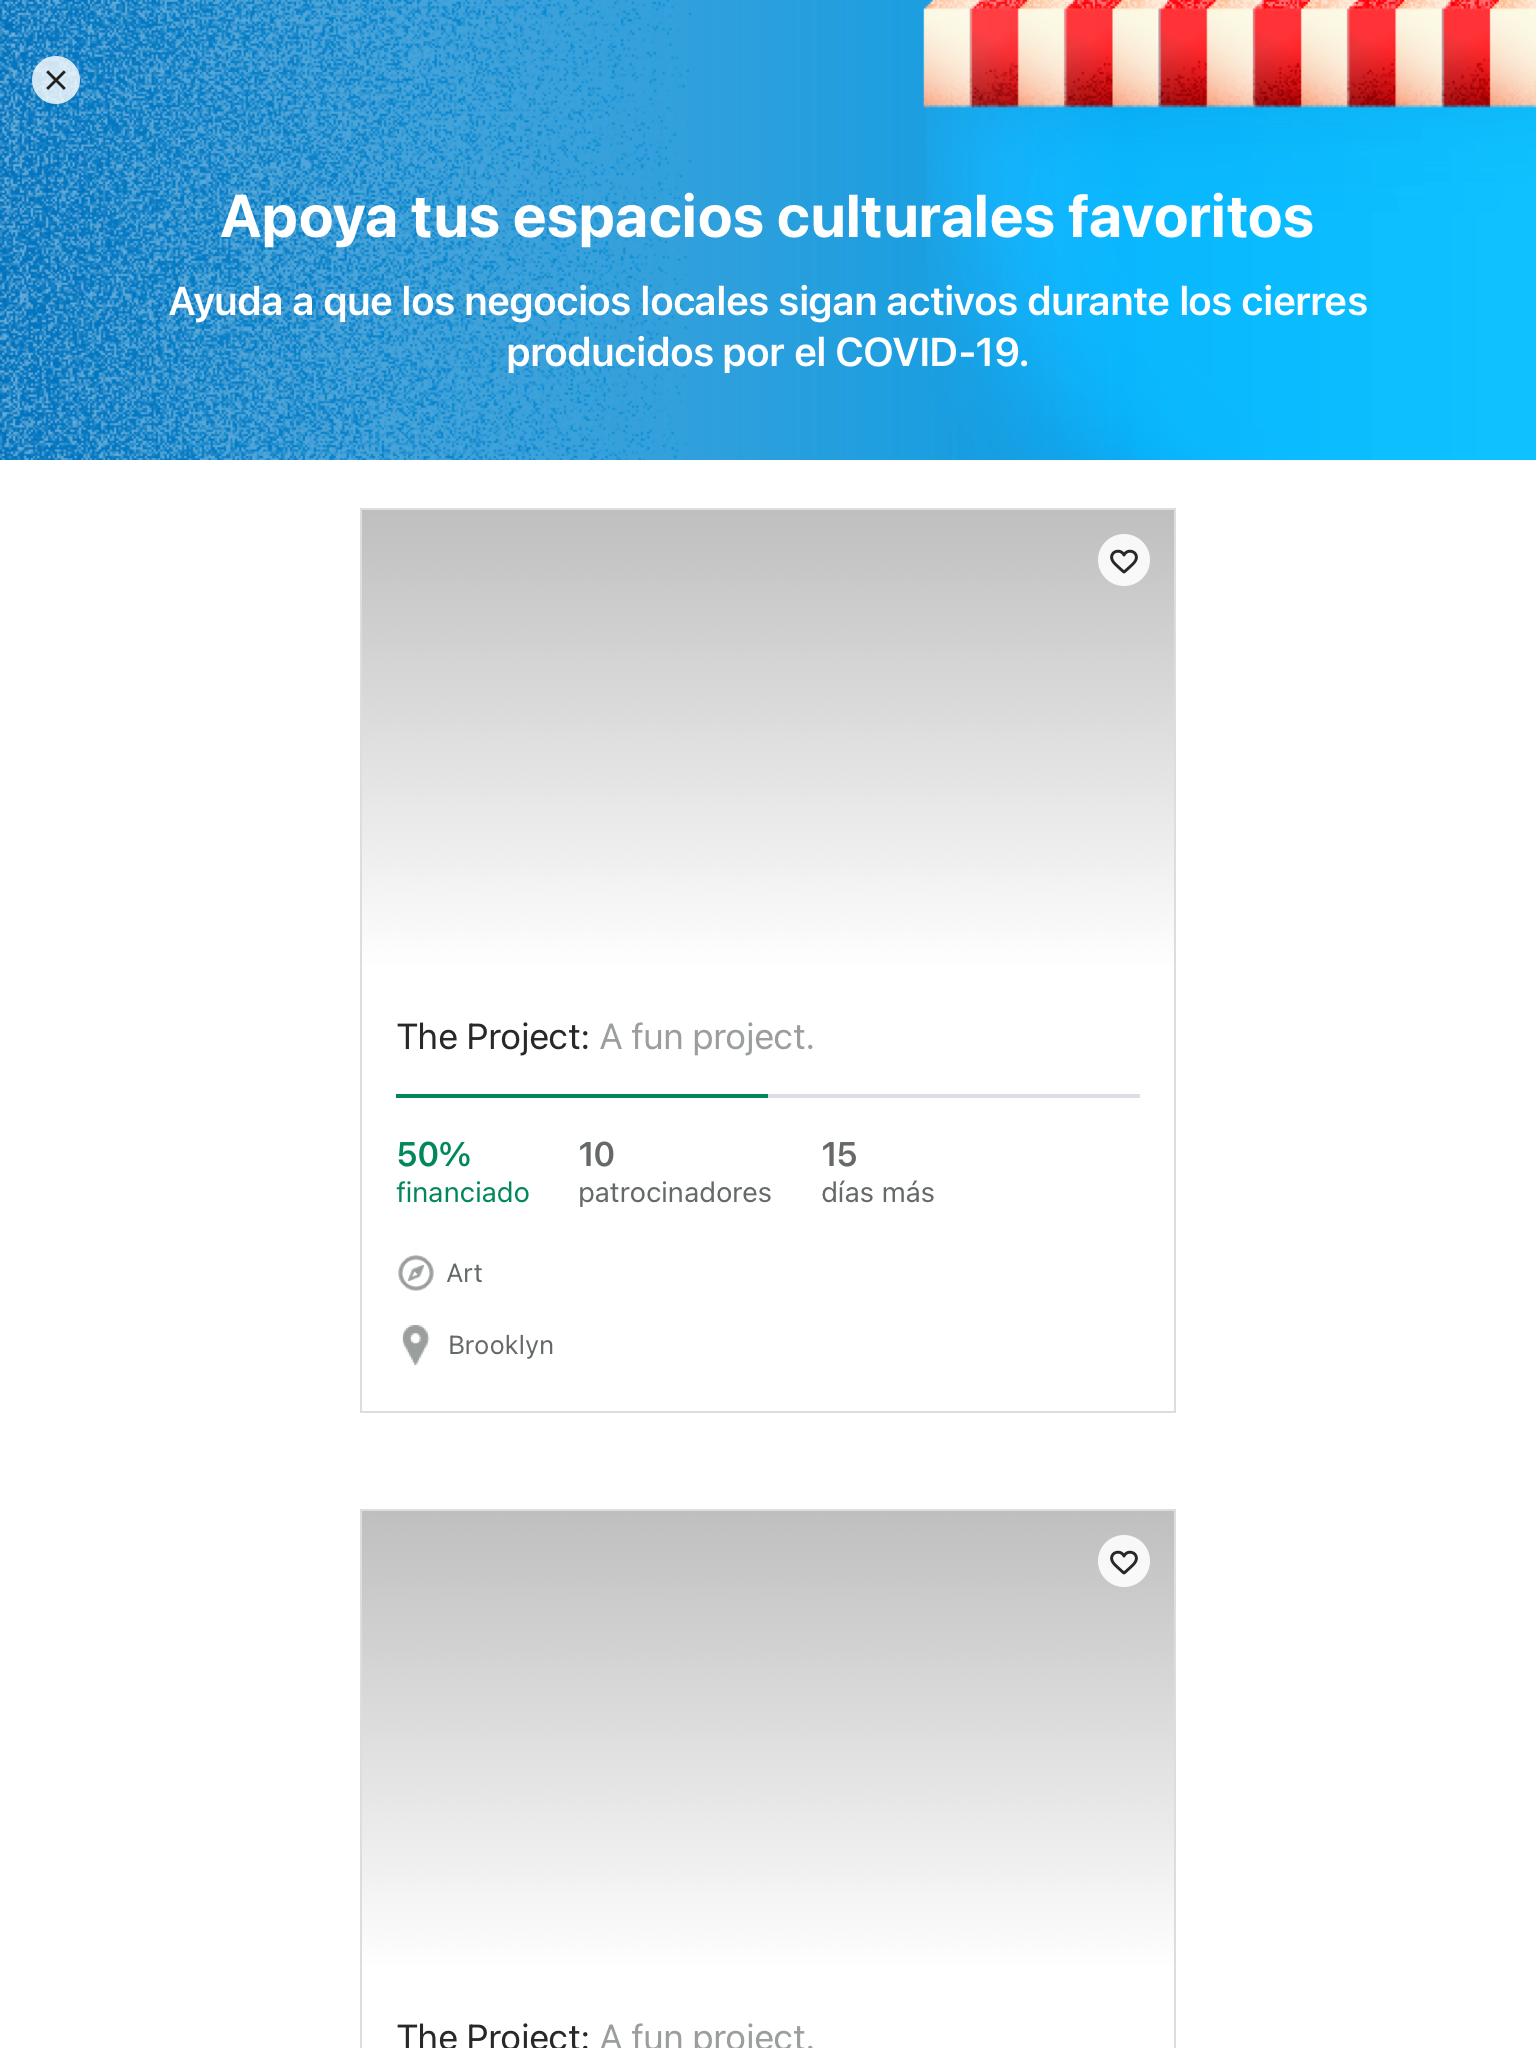 Apoya tus espacios culturales favoritos
Ayuda a que los negocios locales sigan activos durante los cierres
producidos por el COVID-19.
The Project: A fun project.
50%
financiado
10
patrocinadores
15
días más
Art
Brooklyn
The Project: A fun project.